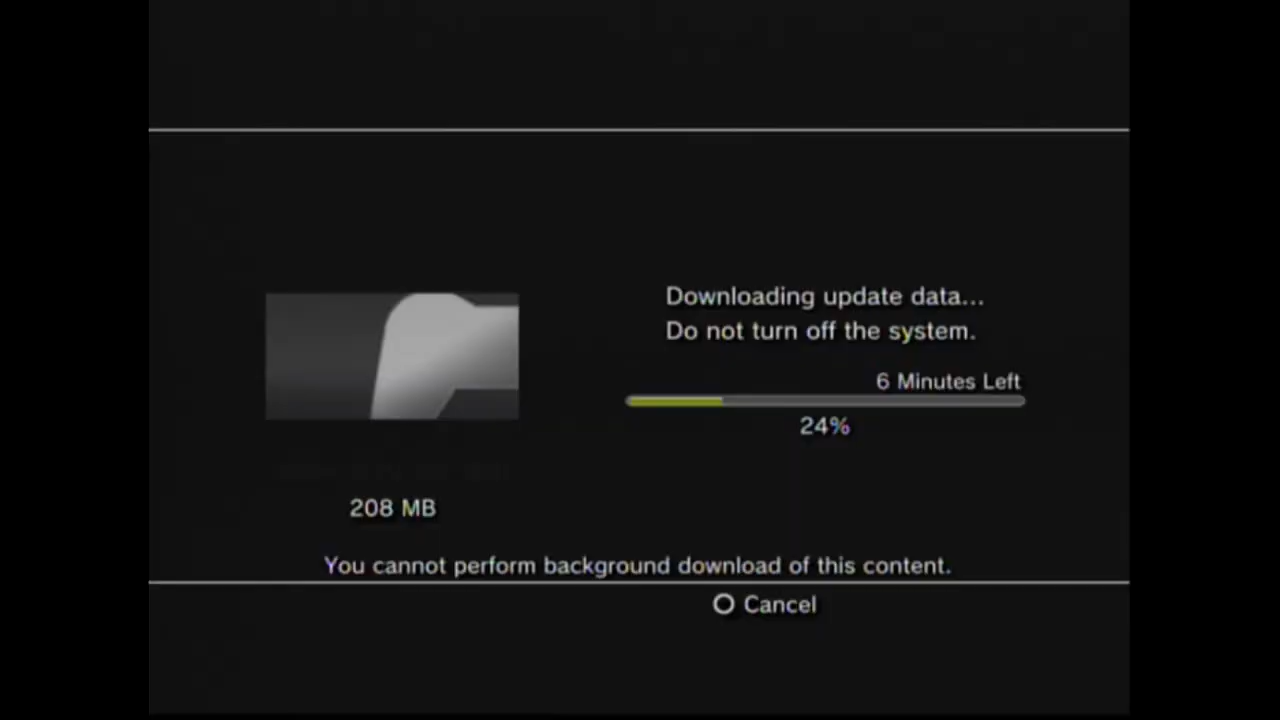 Downloading update data...
Do not turn off the system.
6 Minutes Left
24%
208 MB
You cannot perform background download of this content.
Cancel